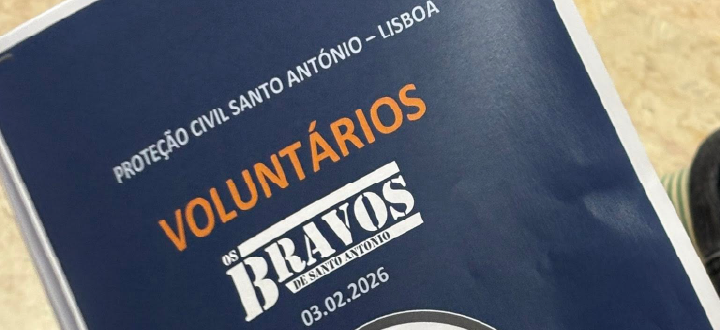 PROTEÇÃO CIVIL SANTO ANTÓNIO – LISBOA
VOLUNTÁRIOS
OS
BRAVOS
DE SANTO ANTÓNIO
03.02.2026